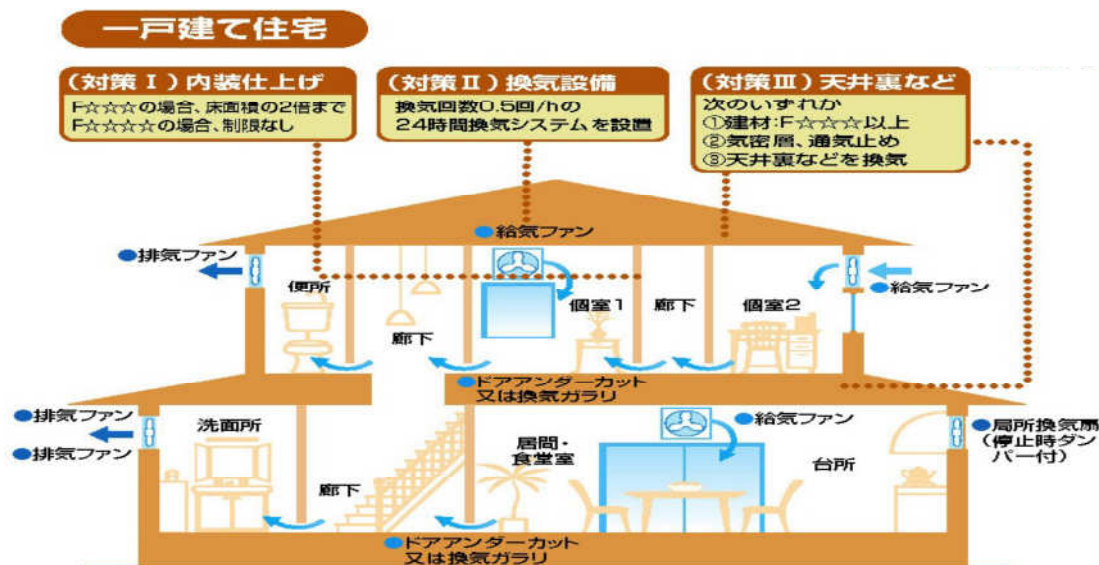 一戸建て住宅
(対策Ⅰ)内装仕上げ
F☆☆☆の場合、床面積の2倍まで
F☆☆☆☆の場合、制限なし
(対策Ⅱ)換気設備
換気回数0.5回/hの
24時間換気システムを設置
(対策Ⅲ)天井裏など
次のいずれか
①建材:F☆☆☆以上
②気密層、通気止め
③天井裏などを換気
●給気ファン
●排気ファン
便所
廊下
個室1
廊下
個室2
●給気ファン
●ドアアンダーカット
又は換気ガラリ
●排気ファン
●排気ファン
洗面所
廊下
居間・
食堂室
●給気ファン
台所
●局所換気扇
(停止時ダン
パー付)
●ドアアンダーカット
又は換気ガラリ